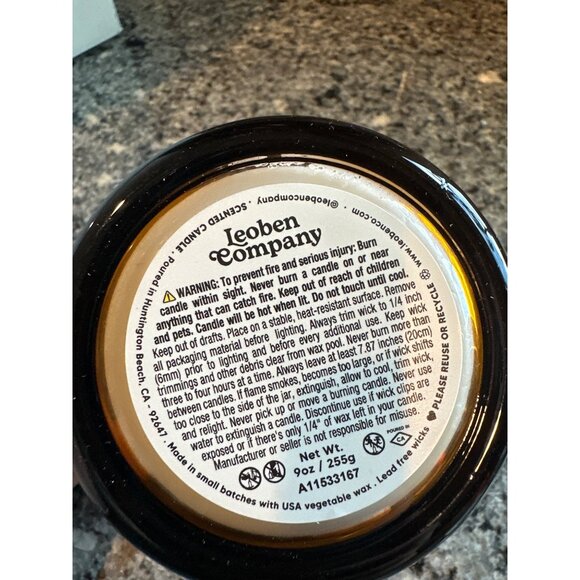 Leoben
Company
⚠ WARNING: To prevent fire and serious injury: Burn
candle within sight. Never burn a candle on or near
anything that can catch fire. Keep out of reach of children
and pets. Candle will be hot when lit. Do not touch until cool.
Keep out of drafts. Place on a stable, heat-resistant surface. Remove
all packaging material before lighting. Always trim wick to 1/4 inch
(6mm) prior to lighting and before every additional use. Keep wick
trimmings and other debris clear from wax pool. Never burn more than
three to four hours at a time. Always leave at least 7.87 inches (20cm)
between candles. If flame smokes, becomes too large, or if wick shifts
too close to the side of the jar, extinguish, allow to cool, trim wick,
and relight. Never pick up or move a burning candle. Never use
water to extinguish a candle. Discontinue use if wick clips are
exposed or if there's only 1/4" of wax left in your candle.
Manufacturer or seller is not responsible for misuse.
Net Wt.
9oz / 255g
A11533167
POURED IN
CA
@leobencompany . SCENTED CANDLE . Poured in Huntington Beach, CA - 92647 . Made in small batches with USA vegetable wax . Lead free wicks ♥ PLEASE REUSE OR RECYCLE
www.leobenco.com